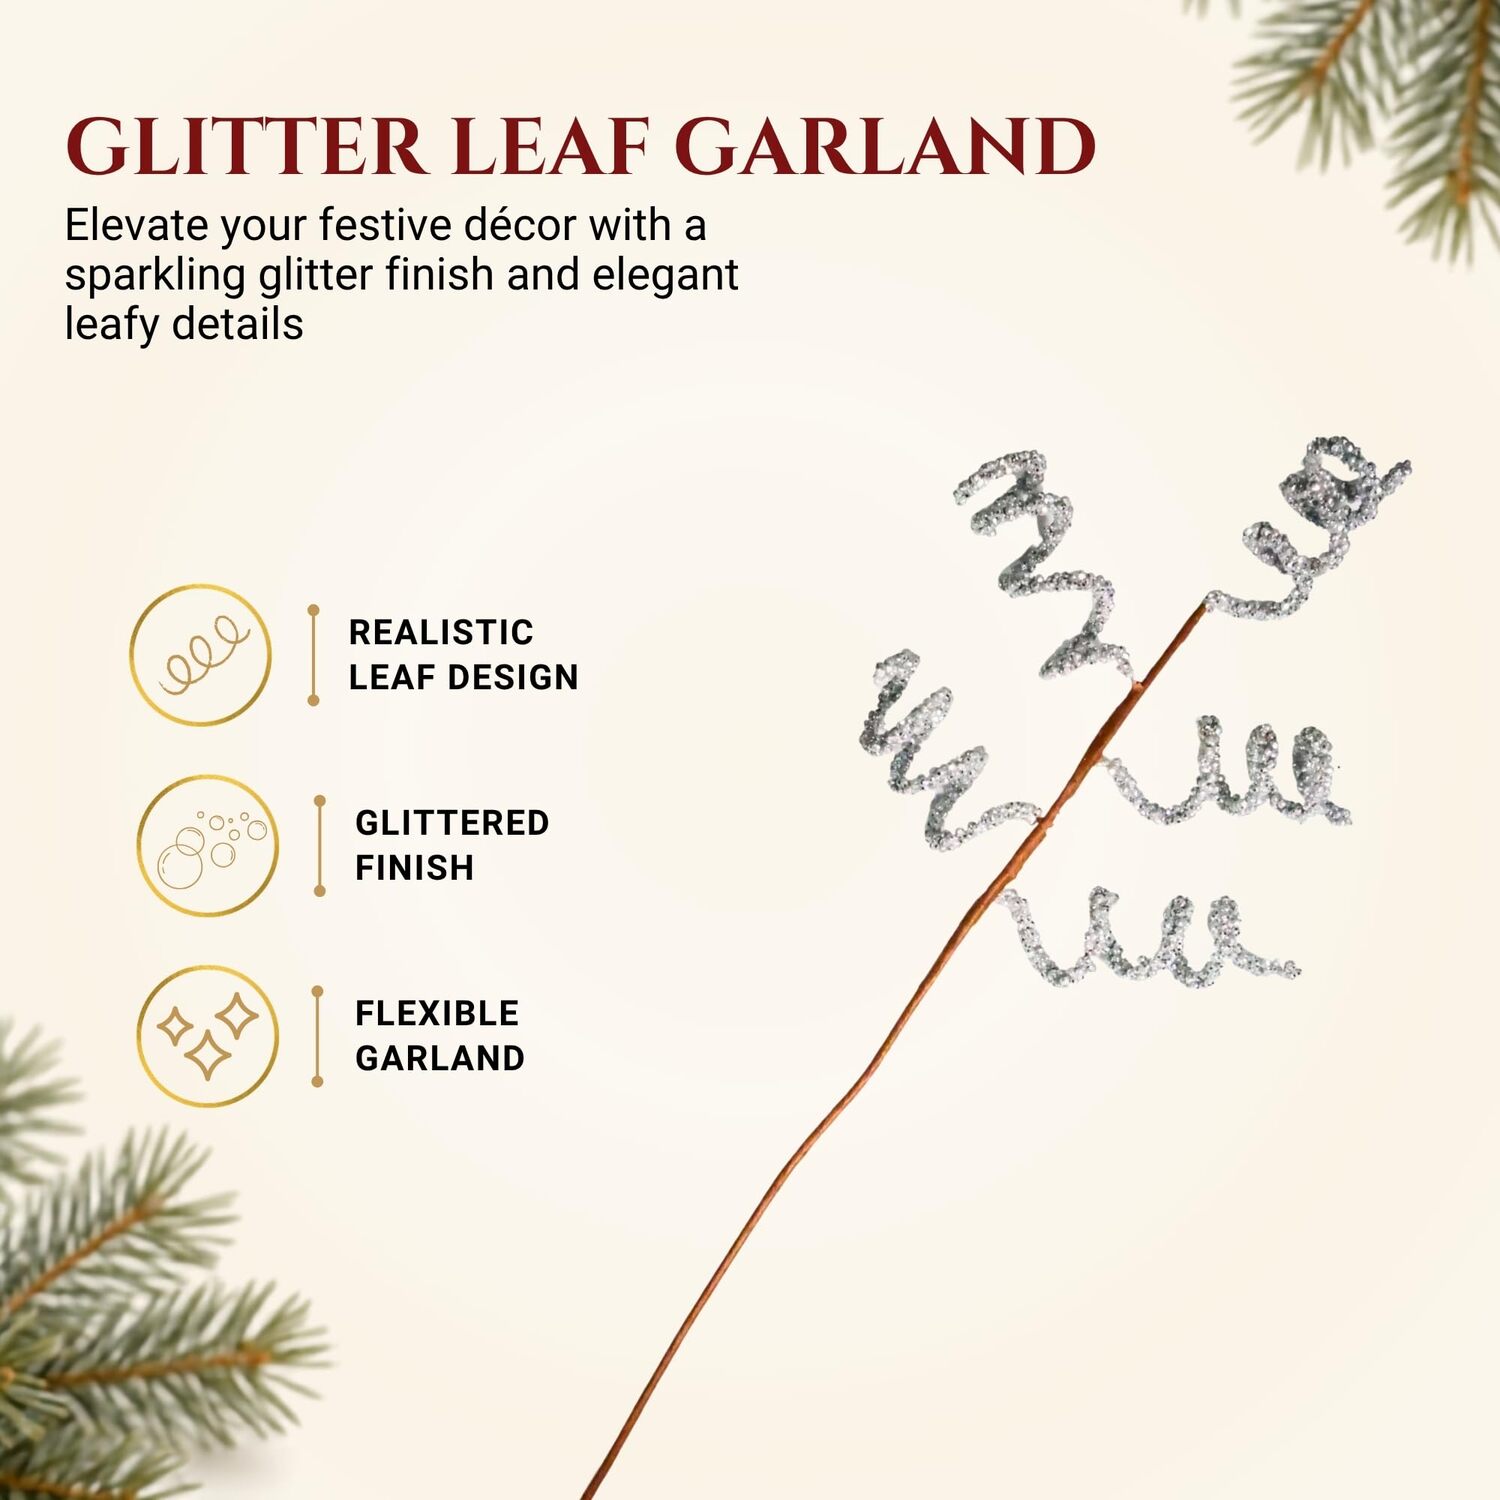 GLITTER LEAF GARLAND
Elevate your festive décor with a
sparkling glitter finish and elegant
leafy details
REALISTIC
LEAF DESIGN
GLITTERED
FINISH
FLEXIBLE
GARLAND